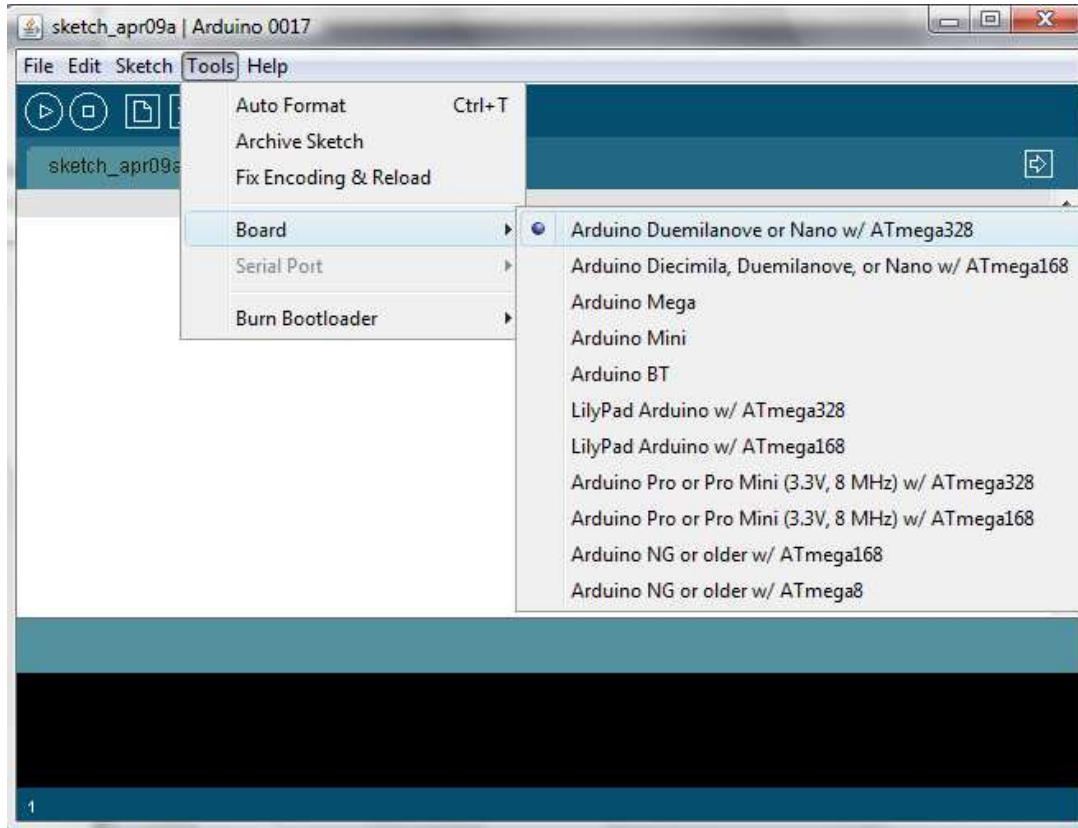 sketch_apr09a | Arduino 0017
File Edit Sketch Tools Help
Auto Format Ctrl+T
Archive Sketch
sketch_apr09a
Fix Encoding & Reload
Board
Arduino Duemilanove or Nano w/ ATmega328
Serial Port
Arduino Diecimila, Duemilanove, or Nano w/ ATmega168
Arduino Mega
Burn Bootloader
Arduino Mini
Arduino BT
LilyPad Arduino w/ ATmega328
LilyPad Arduino w/ ATmega168
Arduino Pro or Pro Mini (3.3V, 8 MHz) w/ ATmega328
Arduino Pro or Pro Mini (3.3V, 8 MHz) w/ ATmega168
Arduino NG or older w/ ATmega168
Arduino NG or older w/ ATmega8
1